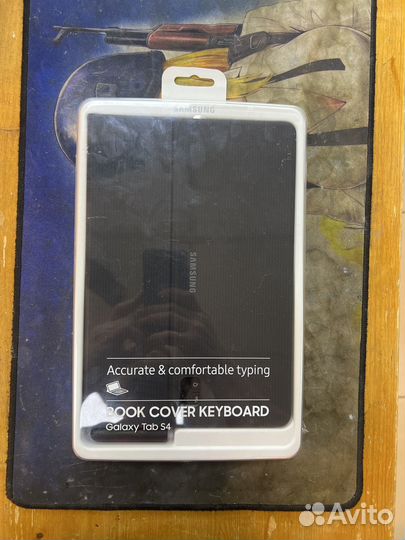 SAMSUNG
SAMSUNG
Accurate & comfortable typing
BOOK COVER KEYBOARD
Galaxy Tab S4
Avito